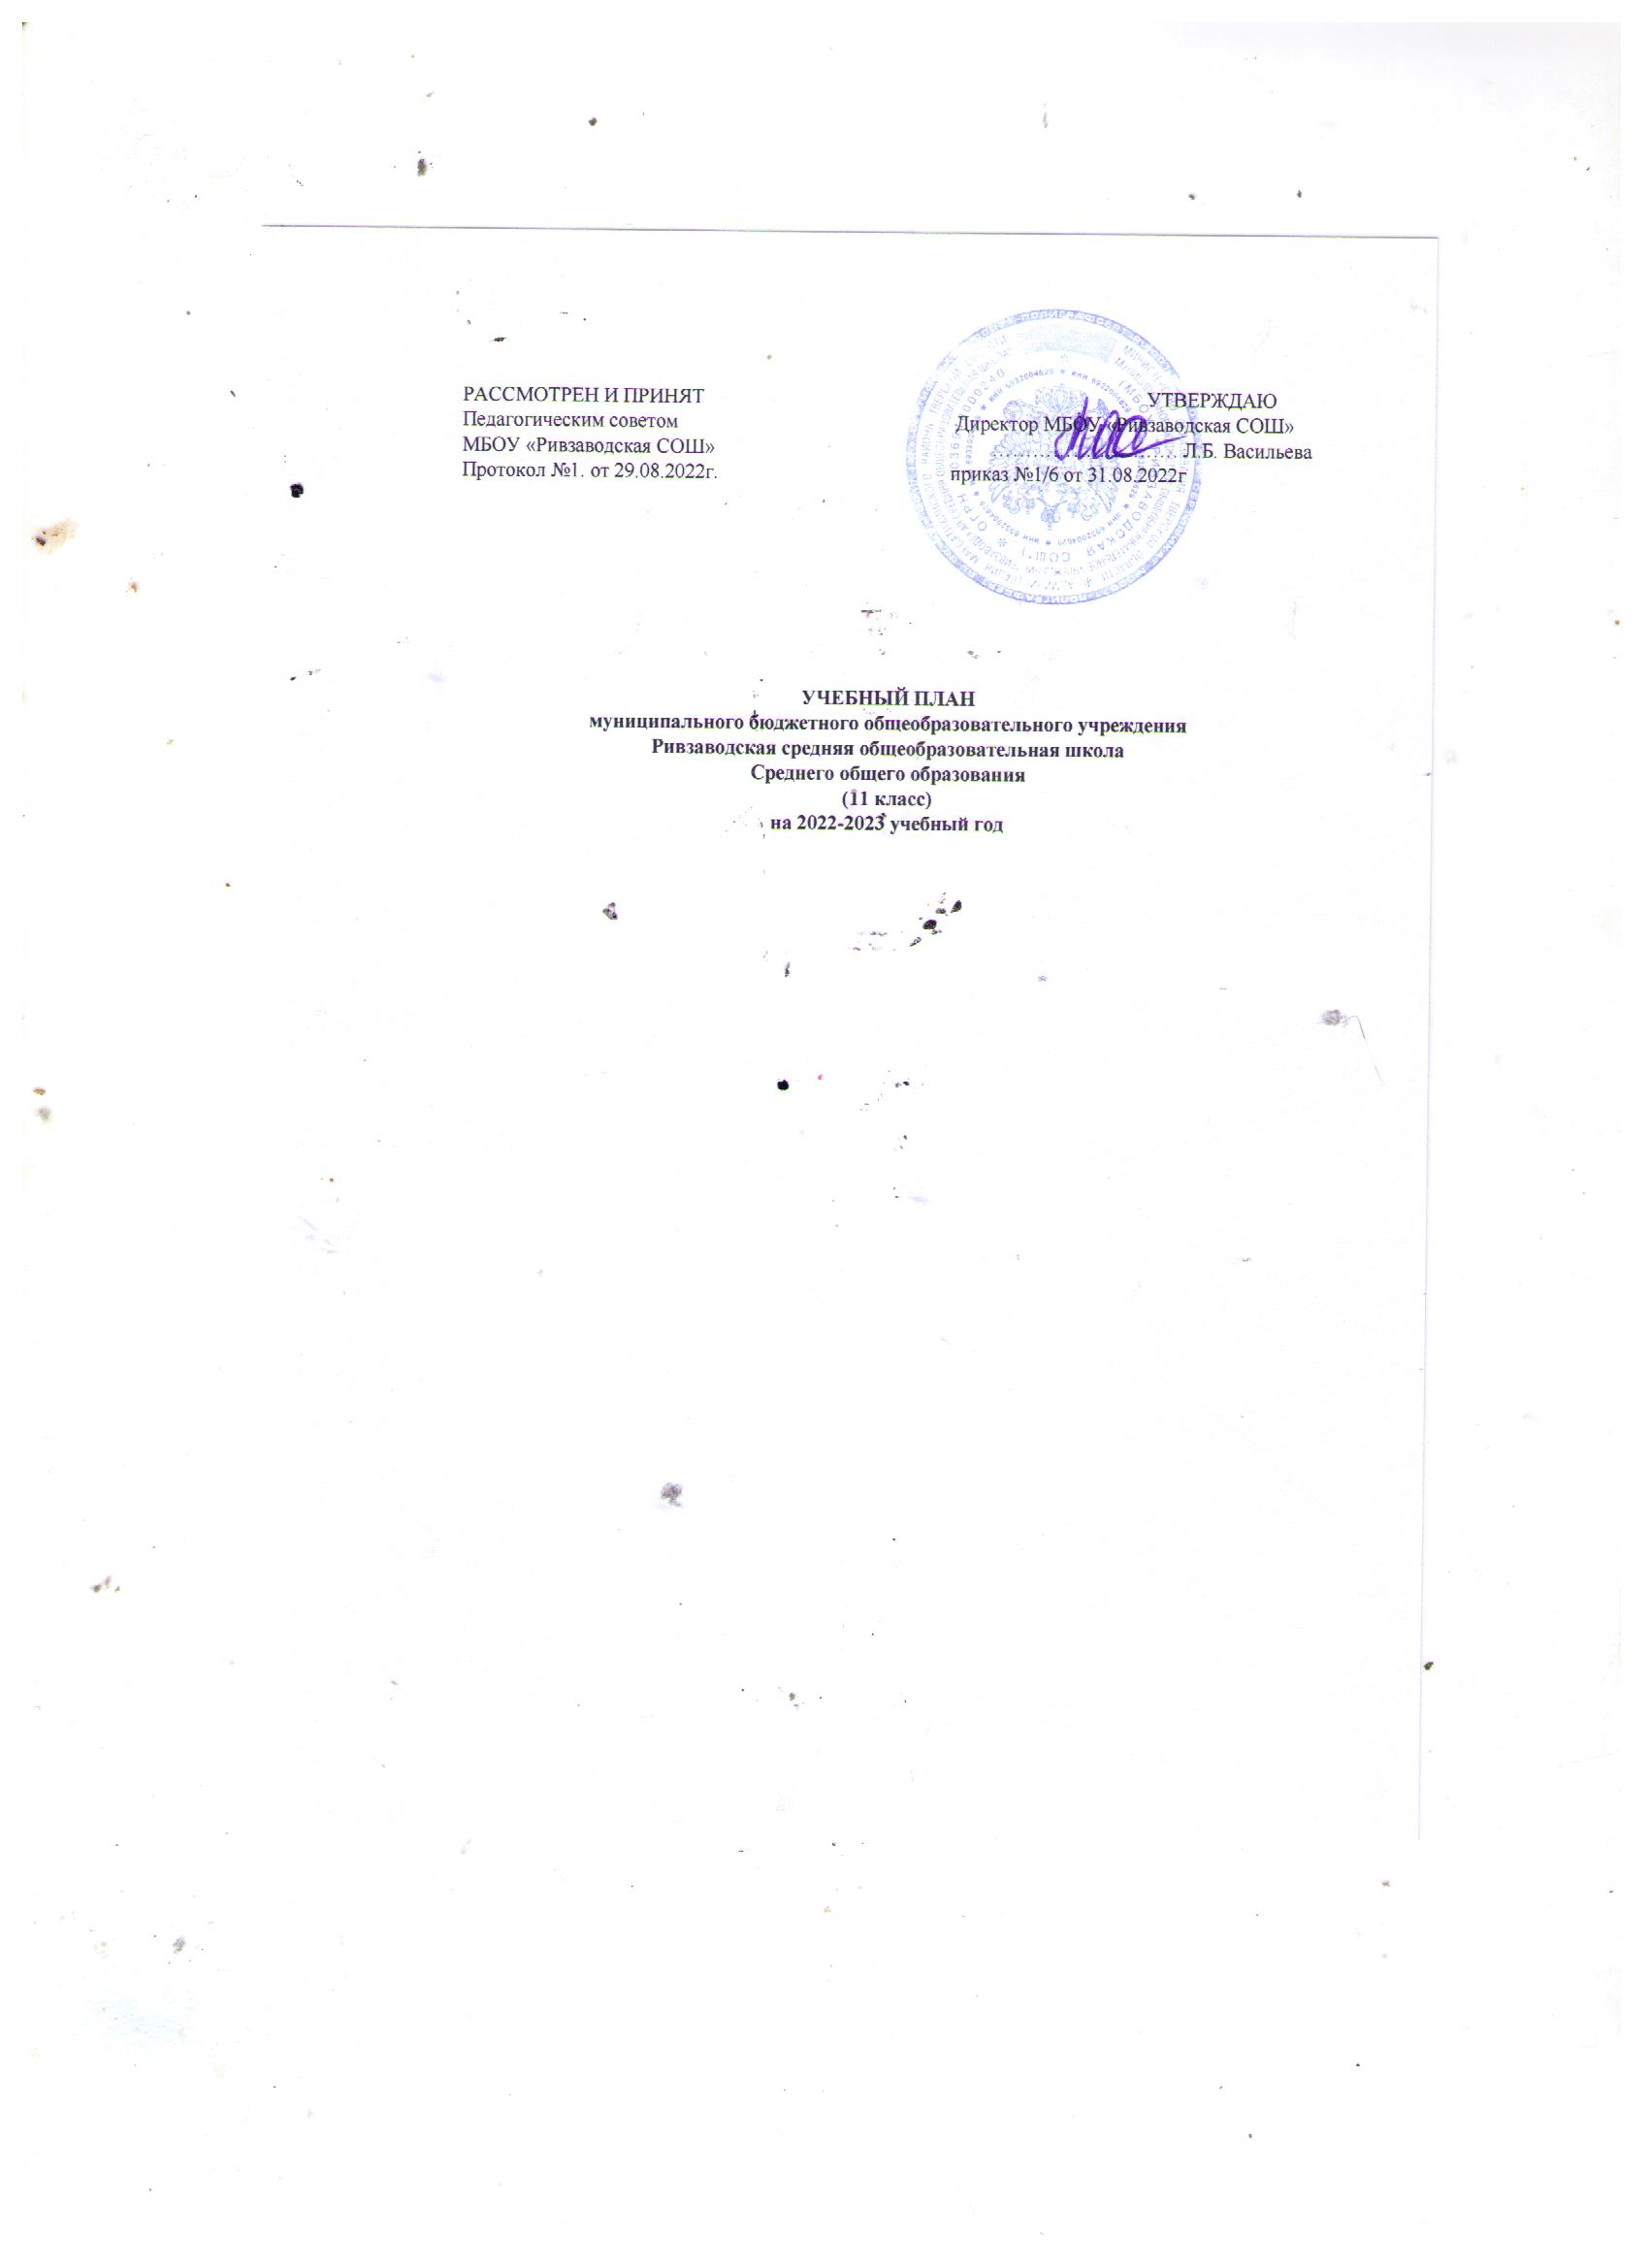 РАССМОТРЕН И ПРИНЯТ
Педагогическим советом
МБОУ «Ривзаводская СОШ»
Протокол №1. от 29.08.2022г.
УТВЕРЖДАЮ
Директор МБОУ «Ривзаводская СОШ»
Л.Б. Васильева
приказ №1/6 от 31.08.2022г
УЧЕБНЫЙ ПЛАН
муниципального бюджетного общеобразовательного учреждения
Ривзаводская средняя общеобразовательная школа
Среднего общего образования
(11 класс)
на 2022-2023 учебный год